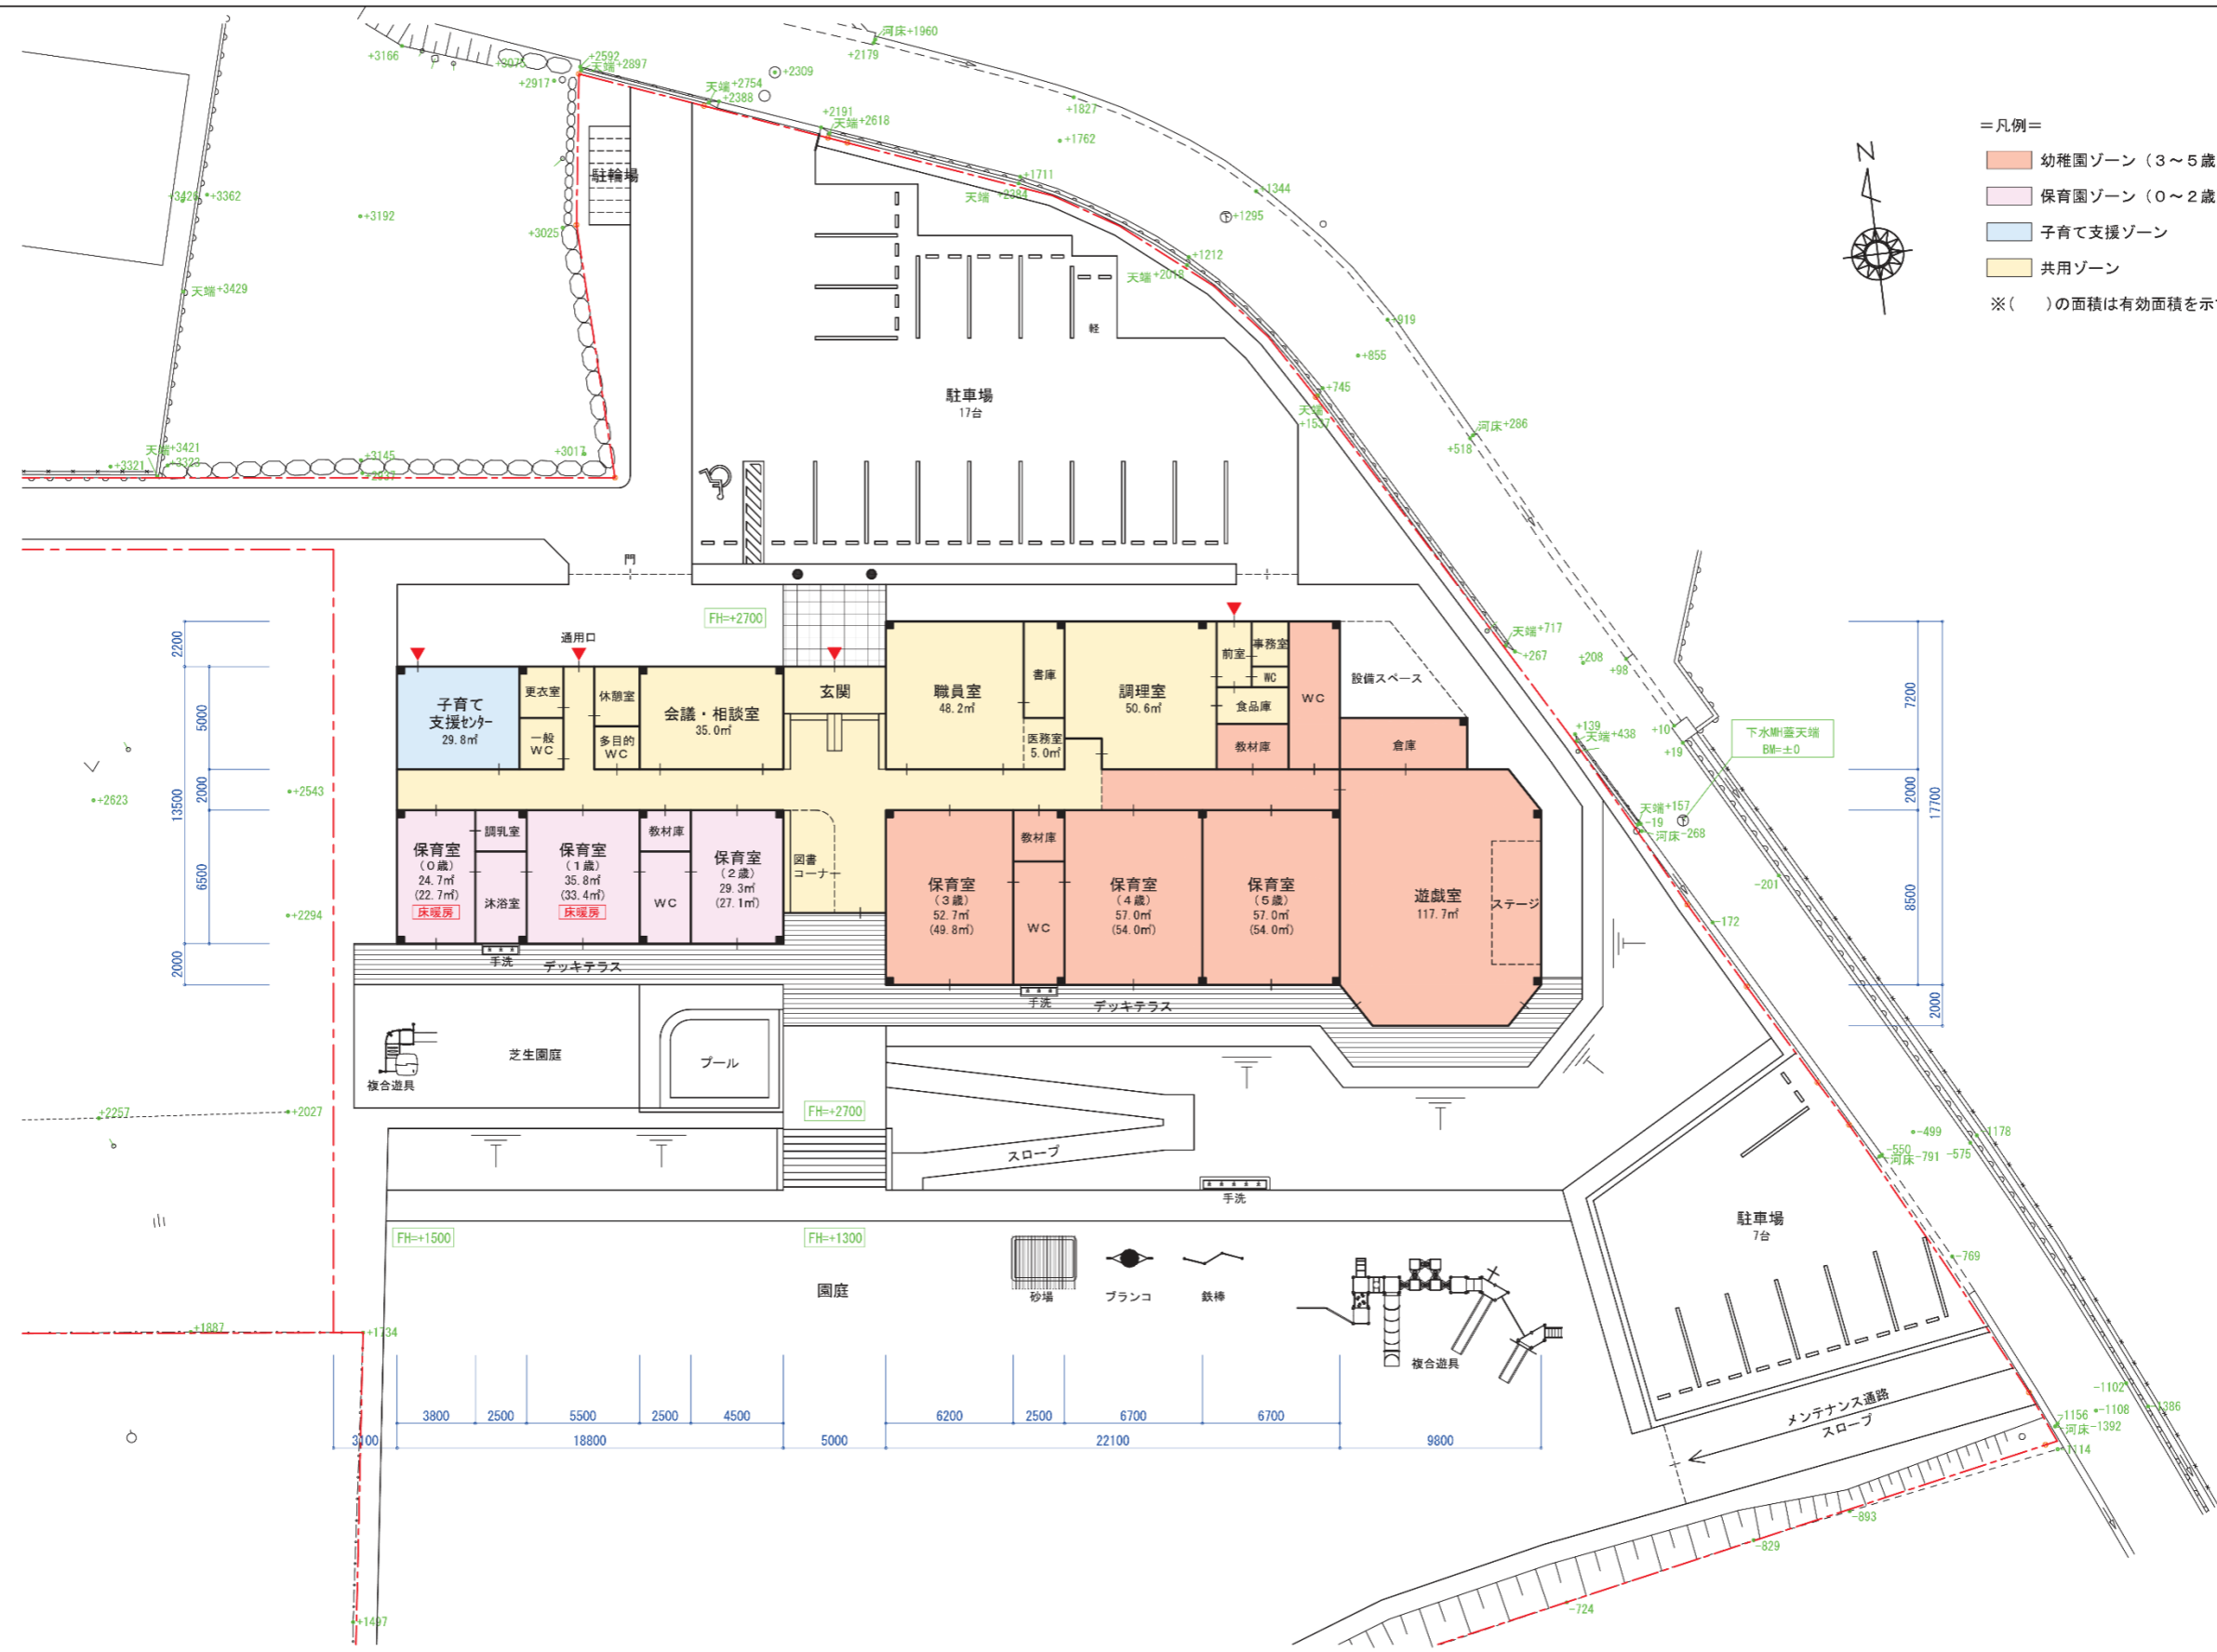 河床+1960
+2179
+3166
+3075
+2592
天端+2897
+2917
天端+2754
+2388
+2309
+2191
天端+2618
+1827
+1762
+1711
天端+2384
+1344
+1295
+1212
天端+2018
N
=凡例=
幼稚園ゾーン(3~5歳
保育園ゾーン(0~2歳
子育て支援ゾーン
共用ゾーン
※(  )の面積は有効面積を示
駐輪場
+3362
+3192
+3025
天端+3429
軽
+919
+855
駐車場
17台
+745
天端
+1537
河床+286
+518
天端+3421
+3321
+3323
+3145
+3017
門
FH=+2700
通用口
天端+717
+267
+208
+98
+10
+19
下水MH蓋天端
BM=±0
+139
天端+438
天端+157
-19
河床-268
-201
-172
子育て
支援センター
29.8㎡
更衣室
一般
WC
休憩室
多目的
WC
会議・相談室
35.0㎡
玄関
職員室
48.2㎡
書庫
医務室
5.0㎡
調理室
50.6㎡
前室
事務室
WC
食品庫
教材庫
WC
設備スペース
倉庫
保育室
(0歳)
24.7㎡
(22.7㎡)
床暖房
調乳室
沐浴室
保育室
(1歳)
35.8㎡
(33.4㎡)
床暖房
教材庫
WC
保育室
(2歳)
29.3㎡
(27.1㎡)
図書
コーナー
保育室
(3歳)
52.7㎡
(49.8㎡)
教材庫
WC
保育室
(4歳)
57.0㎡
(54.0㎡)
保育室
(5歳)
57.0㎡
(54.0㎡)
遊戯室
117.7㎡
ステージ
手洗
デッキテラス
手洗
デッキテラス
2200
5000
2000
13500
6500
2000
7200
2000
17700
8500
2000
+2623
+2543
+2294
+2257
+2027
複合遊具
芝生園庭
プール
FH=+2700
スロープ
手洗
FH=+1500
FH=+1300
園庭
砂場
ブランコ
鉄棒
複合遊具
駐車場
7台
-499
-1178
-550
河床-791
-575
-769
+1887
+1734
3800
2500
5500
2500
4500
6200
2500
6700
6700
3100
18800
5000
22100
9800
メンテナンス通路
スロープ
-1102
-1108
-1386
-1156
河床-1392
-1114
-893
-829
-724
+1497